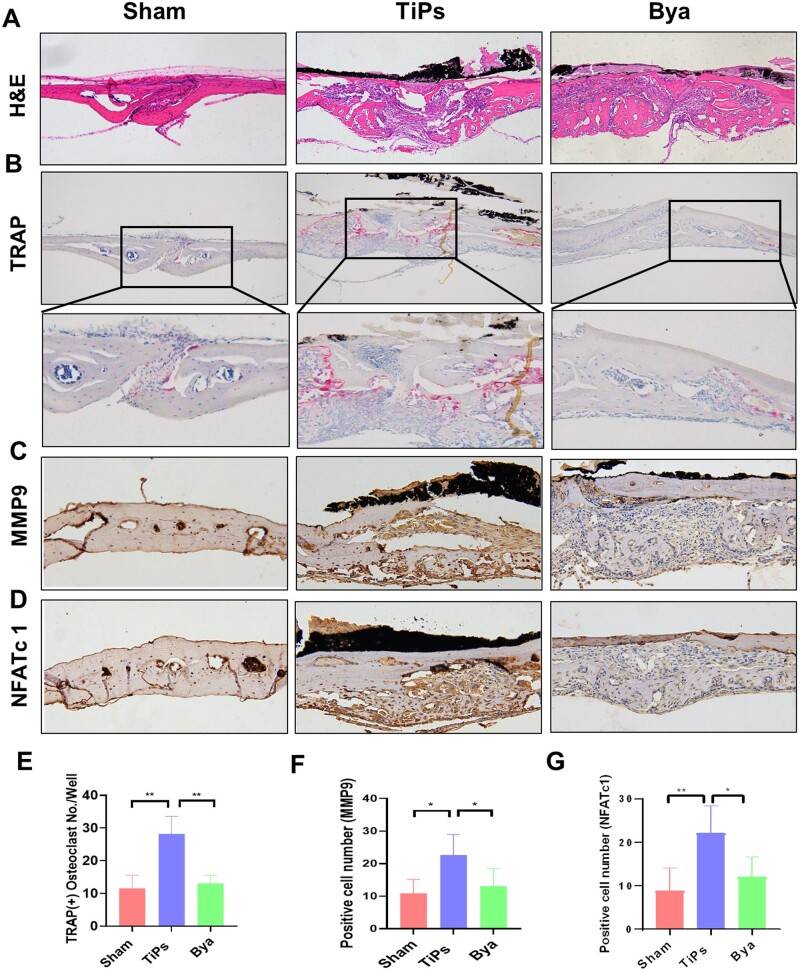 A
Sham
TiPs
Bya
H&E
B
TRAP
C
MMP9
D
NFATc 1
E
TRAP(+) Osteoclast No./Well
40
30
20
10
0
**
**
Sham
TiPs
Bya
F
Positive cell number (MMP9)
40
30
20
10
0
*
*
Sham
TiPs
Bya
G
Positive cell number (NFATc1)
30
20
10
0
**
*
Sham
TiPs
Bya